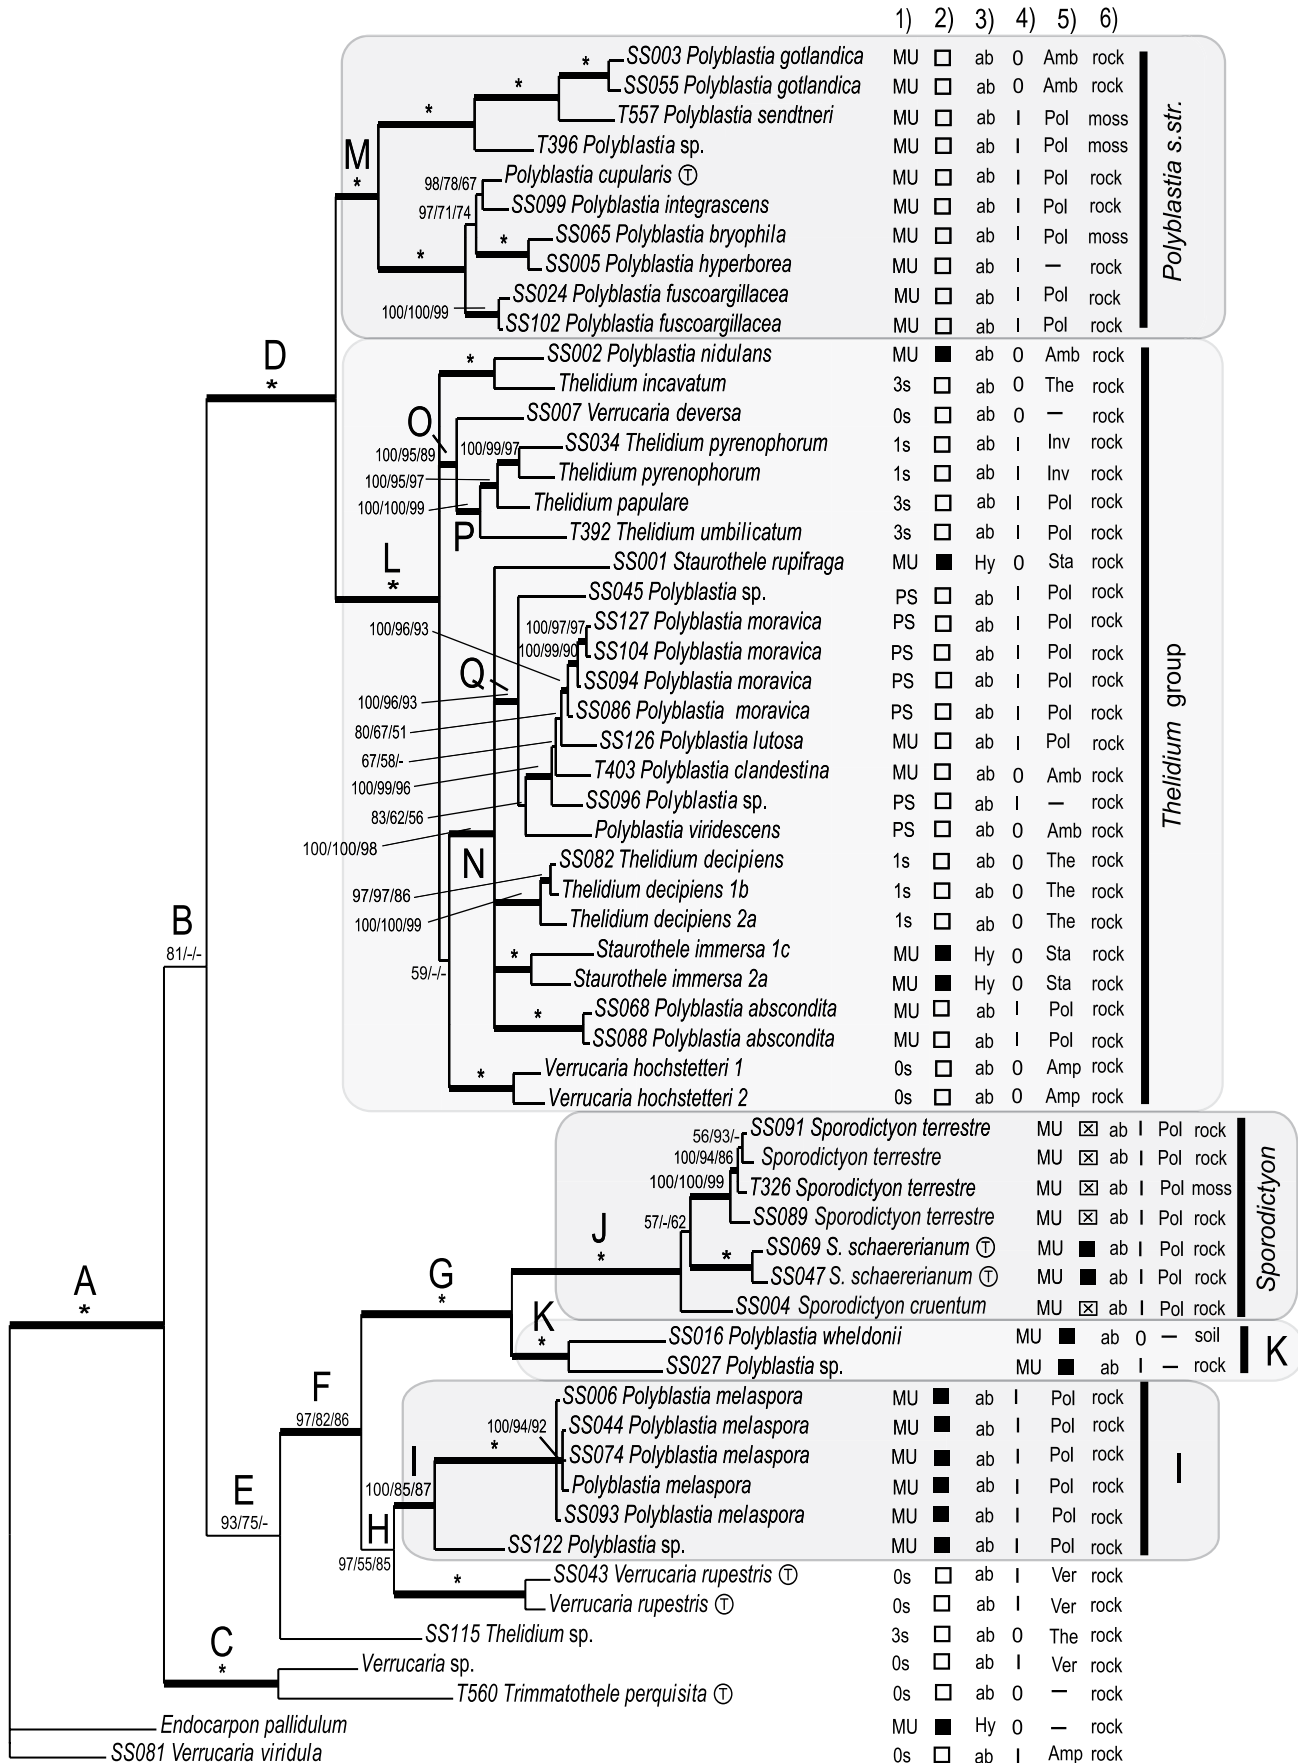 1) 2) 3) 4) 5) 6)
* SS003 Polyblastia gotlandica MU ab 0 Amb rock
* SS055 Polyblastia gotlandica MU ab 0 Amb rock
* T557 Polyblastia sendtneri MU ab I Pol moss
M * T396 Polyblastia sp. MU ab I Pol moss
98/78/67 Polyblastia cupularis T MU ab I Pol rock
97/71/74 SS099 Polyblastia integrascens MU ab I Pol rock
* SS065 Polyblastia bryophila MU ab I Pol moss
* SS005 Polyblastia hyperborea MU ab I – rock
SS024 Polyblastia fuscoargillacea MU ab I Pol rock
100/100/99 SS102 Polyblastia fuscoargillacea MU ab I Pol rock
Polyblastia s.str.
D *
* SS002 Polyblastia nidulans MU ab 0 Amb rock
Thelidium incavatum 3s ab 0 The rock
O SS007 Verrucaria deversa 0s ab 0 – rock
100/95/89 100/99/97 SS034 Thelidium pyrenophorum 1s ab I Inv rock
100/95/97 Thelidium pyrenophorum 1s ab I Inv rock
100/100/99 Thelidium papulare 3s ab I Pol rock
P T392 Thelidium umbilicatum 3s ab I Pol rock
L * SS001 Staurothele rupifraga MU Hy 0 Sta rock
SS045 Polyblastia sp. PS ab I Pol rock
100/96/93 100/97/97 SS127 Polyblastia moravica PS ab I Pol rock
100/99/90 SS104 Polyblastia moravica PS ab I Pol rock
Q SS094 Polyblastia moravica PS ab I Pol rock
100/96/93 SS086 Polyblastia moravica PS ab I Pol rock
80/67/51 SS126 Polyblastia lutosa MU ab I Pol rock
67/58/- T403 Polyblastia clandestina MU ab 0 Amb rock
100/99/96 SS096 Polyblastia sp. PS ab I – rock
83/62/56 Polyblastia viridescens PS ab 0 Amb rock
100/100/98 N SS082 Thelidium decipiens 1s ab 0 The rock
97/97/86 Thelidium decipiens 1b 1s ab 0 The rock
100/100/99 Thelidium decipiens 2a 1s ab 0 The rock
* Staurothele immersa 1c MU Hy 0 Sta rock
59/-/- Staurothele immersa 2a MU Hy 0 Sta rock
* SS068 Polyblastia abscondita MU ab I Pol rock
SS088 Polyblastia abscondita MU ab I Pol rock
* Verrucaria hochstetteri 1 0s ab 0 Amp rock
Verrucaria hochstetteri 2 0s ab 0 Amp rock
Thelidium group
B 81/-/-
56/93/- SS091 Sporodictyon terrestre MU ab I Pol rock
100/94/86 Sporodictyon terrestre MU ab I Pol rock
100/100/99 T326 Sporodictyon terrestre MU ab I Pol moss
57/-/62 SS089 Sporodictyon terrestre MU ab I Pol rock
J * * SS069 S. schaererianum T MU ab I Pol rock
SS047 S. schaererianum T MU ab I Pol rock
SS004 Sporodictyon cruentum MU ab I Pol rock
Sporodictyon
A * G *
K * SS016 Polyblastia wheldonii MU ab 0 – soil
SS027 Polyblastia sp. MU ab I – rock
K
F 97/82/86
SS006 Polyblastia melaspora MU ab I Pol rock
100/94/92 SS044 Polyblastia melaspora MU ab I Pol rock
* SS074 Polyblastia melaspora MU ab I Pol rock
I 100/85/87 Polyblastia melaspora MU ab I Pol rock
SS093 Polyblastia melaspora MU ab I Pol rock
SS122 Polyblastia sp. MU ab I Pol rock
I
E 93/75/-
H 97/55/85
* SS043 Verrucaria rupestris T 0s ab I Ver rock
Verrucaria rupestris T 0s ab I Ver rock
SS115 Thelidium sp. 3s ab 0 The rock
C * Verrucaria sp. 0s ab I Ver rock
T560 Trimmatothele perquisita T 0s ab 0 – rock
Endocarpon pallidulum MU Hy 0 – rock
SS081 Verrucaria viridula 0s ab I Amp rock